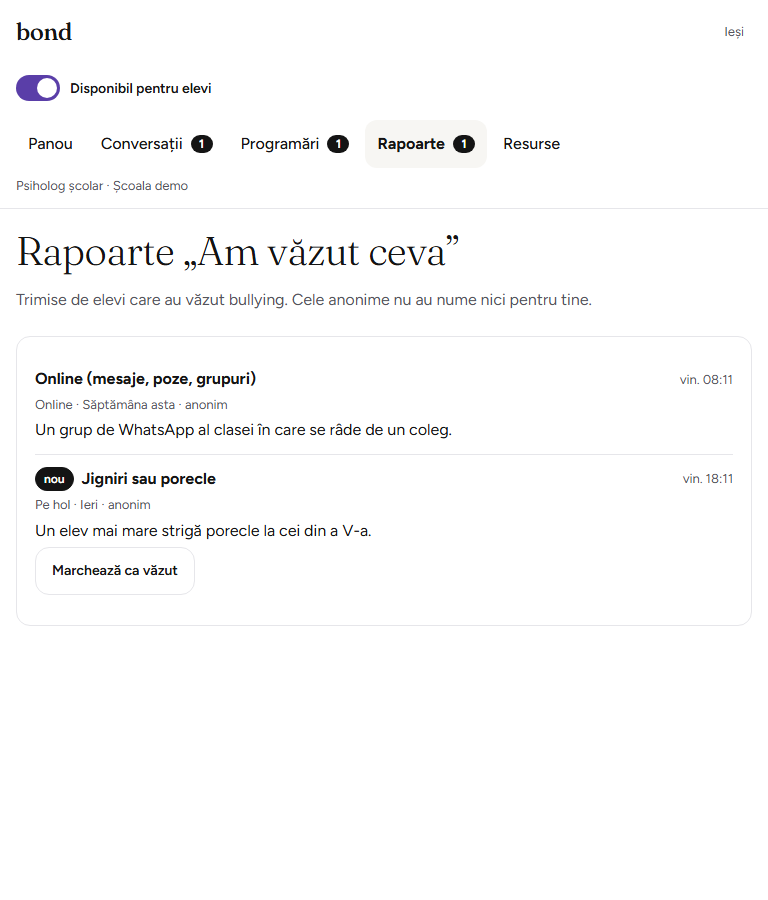 bond
Ieși
Disponibil pentru elevi
Panou Conversații 1 Programări 1 Rapoarte 1 Resurse
Psiholog școlar · Școala demo
Rapoarte „Am văzut ceva”
Trimise de elevi care au văzut bullying. Cele anonime nu au nume nici pentru tine.
Online (mesaje, poze, grupuri) vin. 08:11
Online · Săptămâna asta · anonim
Un grup de WhatsApp al clasei în care se râde de un coleg.
nou Jigniri sau porecle vin. 18:11
Pe hol · Ieri · anonim
Un elev mai mare strigă porecle la cei din a V-a.
Marchează ca văzut